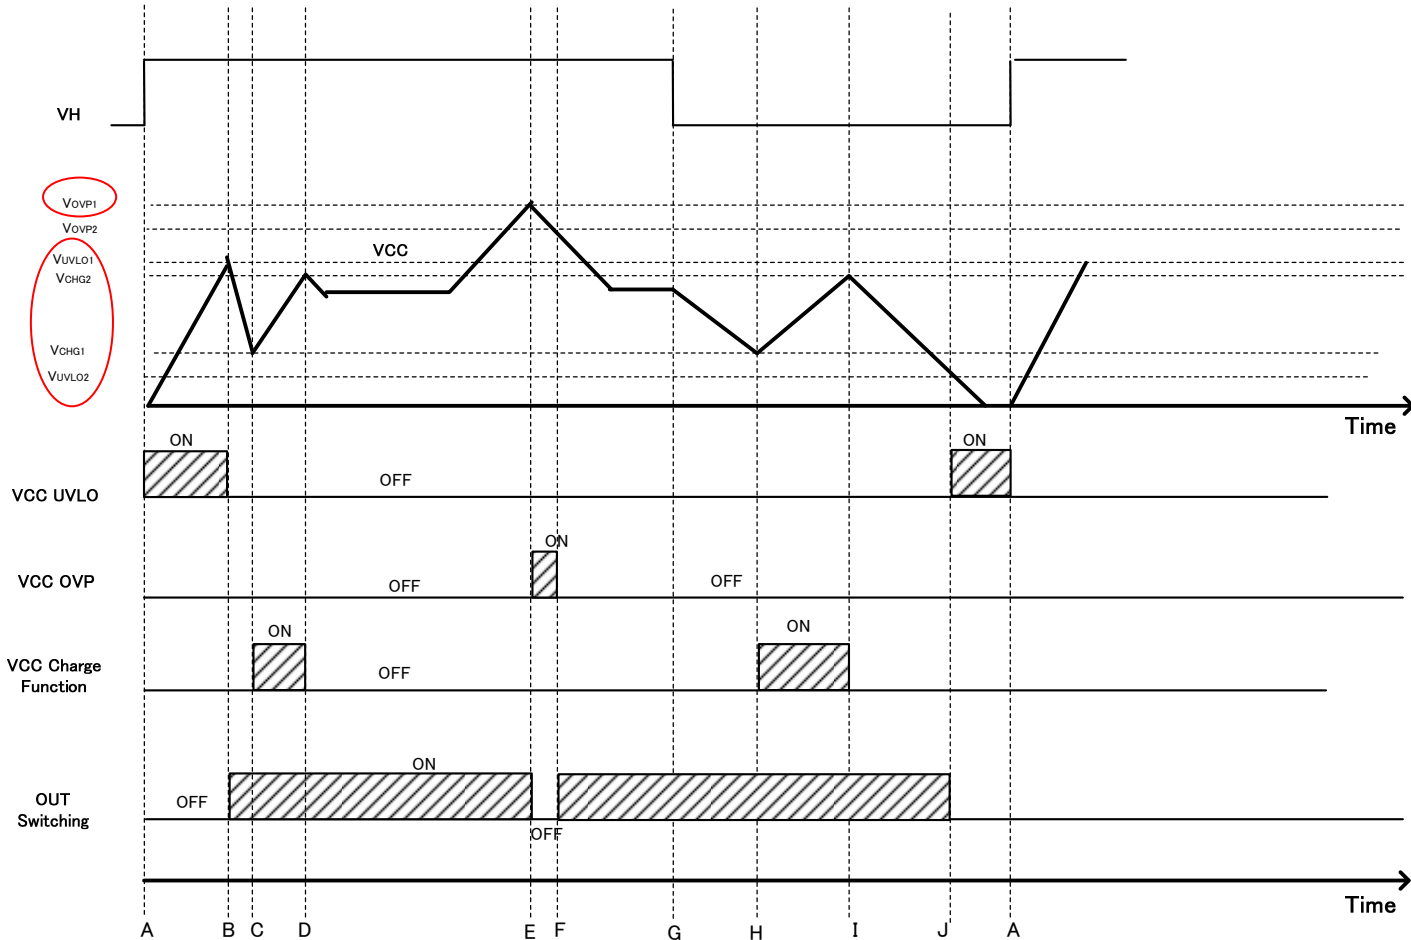 VH
VOVP1
VOVP2
VUVLO1
VCHG2
VCC
VCHG1
VUVLO2
Time
ON
ON
VCC UVLO
OFF
ON
VCC OVP
OFF
OFF
ON
ON
VCC Charge
Function
OFF
ON
OUT
Switching
OFF
OFF
Time
A B C D E F G H I J A